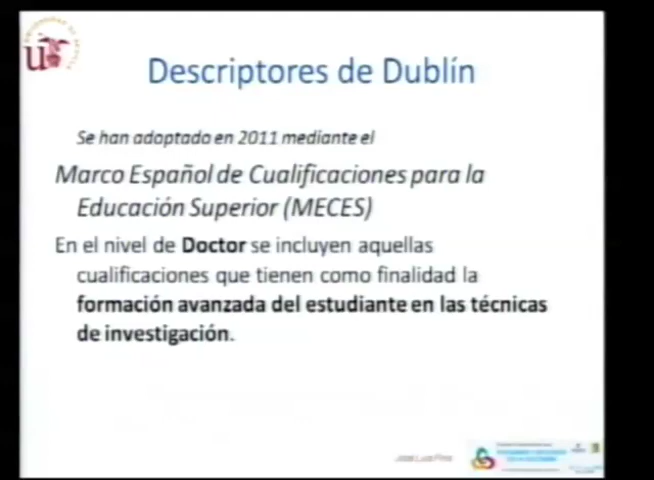 Descriptores de Dublín
Se han adoptado en 2011 mediante el
Marco Español de Cualificaciones para la
Educación Superior (MECES)
En el nivel de Doctor se incluyen aquellas
cualificaciones que tienen como finalidad la
formación avanzada del estudiante en las técnicas
de investigación.